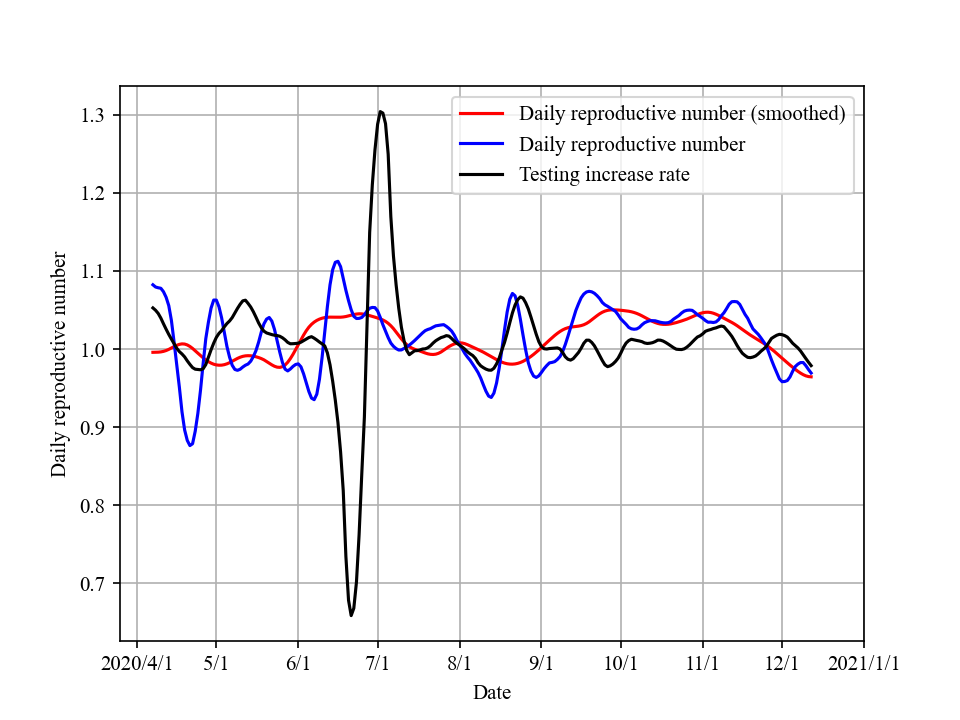 Daily reproductive number (smoothed)
Daily reproductive number
Testing increase rate
Daily reproductive number
1.3
1.2
1.1
1.0
0.9
0.8
0.7
2020/4/1 5/1 6/1 7/1 8/1 9/1 10/1 11/1 12/1 2021/1/1
Date